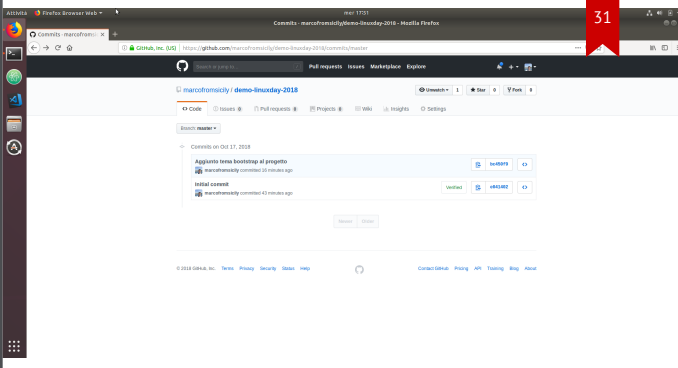 Attività Firefox Browser Web
mer 17:31
31
Commits · marcofromsicily/demo-linuxday-2018 - Mozilla Firefox
Commits · marcofromsic
GitHub, Inc. (US) https://github.com/marcofromsicily/demo-linuxday-2018/commits/master
Search or jump to...
Pull requests Issues Marketplace Explore
marcofromsicily / demo-linuxday-2018
Unwatch 1 Star 0 Fork 0
Code Issues 0 Pull requests 0 Projects 0 Wiki Insights Settings
Branch: master
Commits on Oct 17, 2018
Aggiunto tema bootstrap al progetto
marcofromsicily committed 16 minutes ago
Initial commit
marcofromsicily committed 43 minutes ago
Verified
Newer Older
© 2018 GitHub, Inc. Terms Privacy Security Status Help
Contact GitHub Pricing API Training Blog About